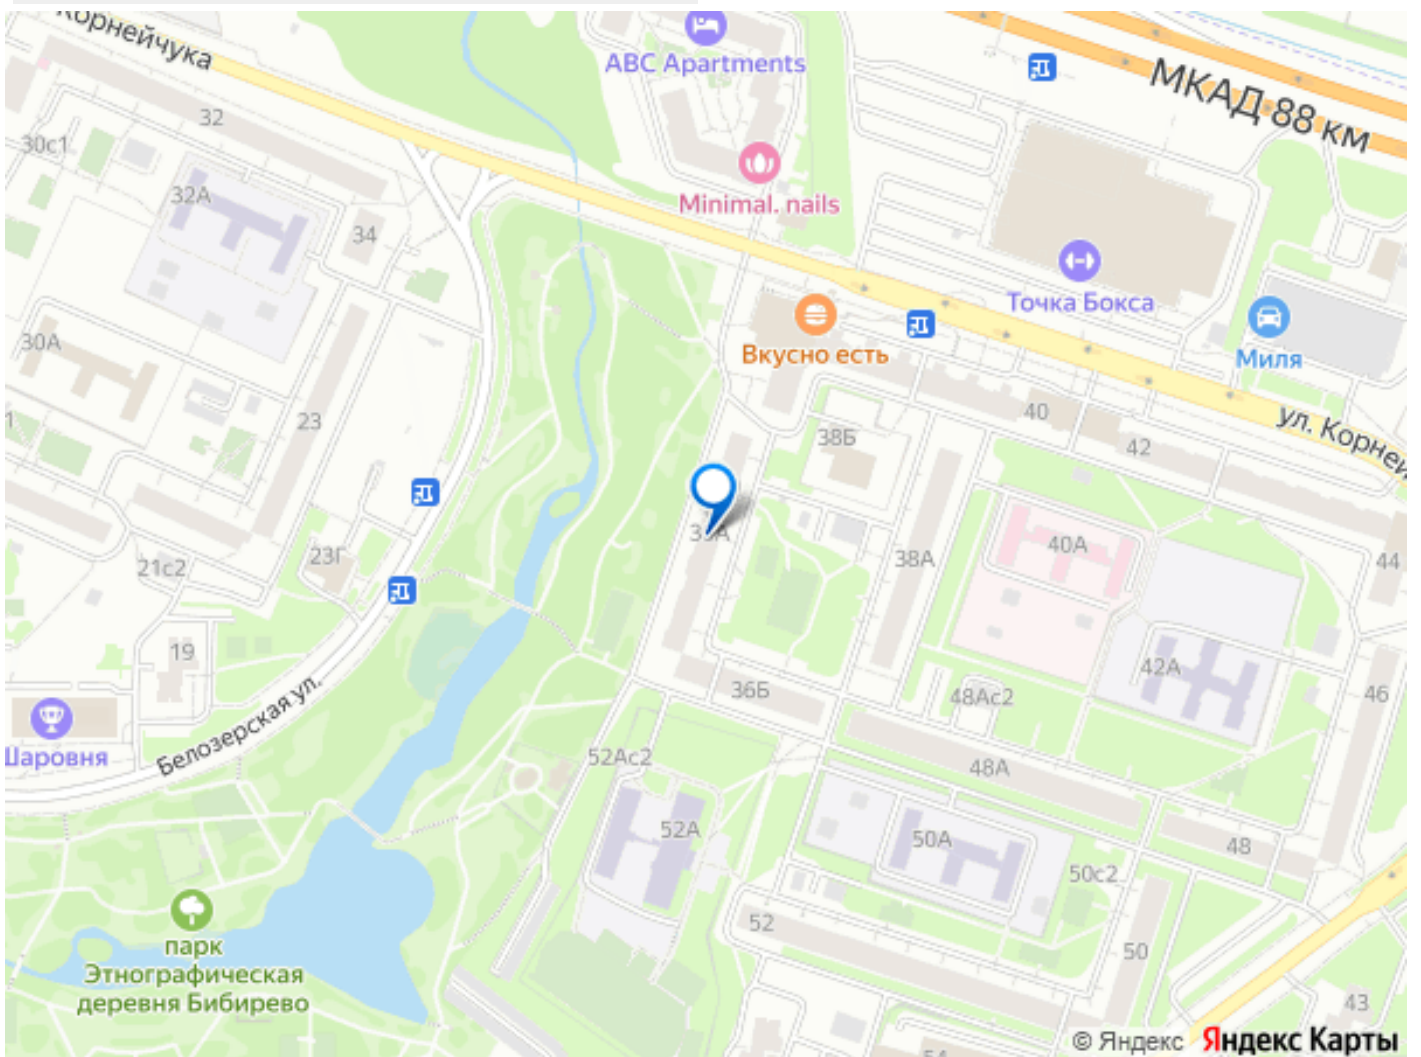 Корнейчука
ABC Apartments
МКАД 88 км
32
30с1
32А
Minimal. nails
34
Точка Бокса
30А
Вкусно есть
Миля
23
40
ул. Корней
38Б
42
1
40А
38А
44
23Г
21с2
19
42А
36Б
48Ас2
46
Шаровня
Белозерская ул.
52Ас2
48А
52А
50А
48
50с2
52
50
парк
Этнографическая
деревня Бибирево
43
© Яндекс Яндекс Карты